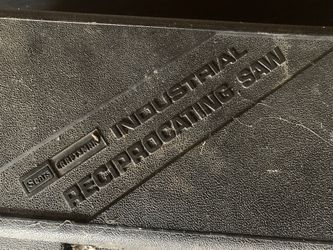 Sears CRAFTSMAN INDUSTRIAL
RECIPROCATING SAW